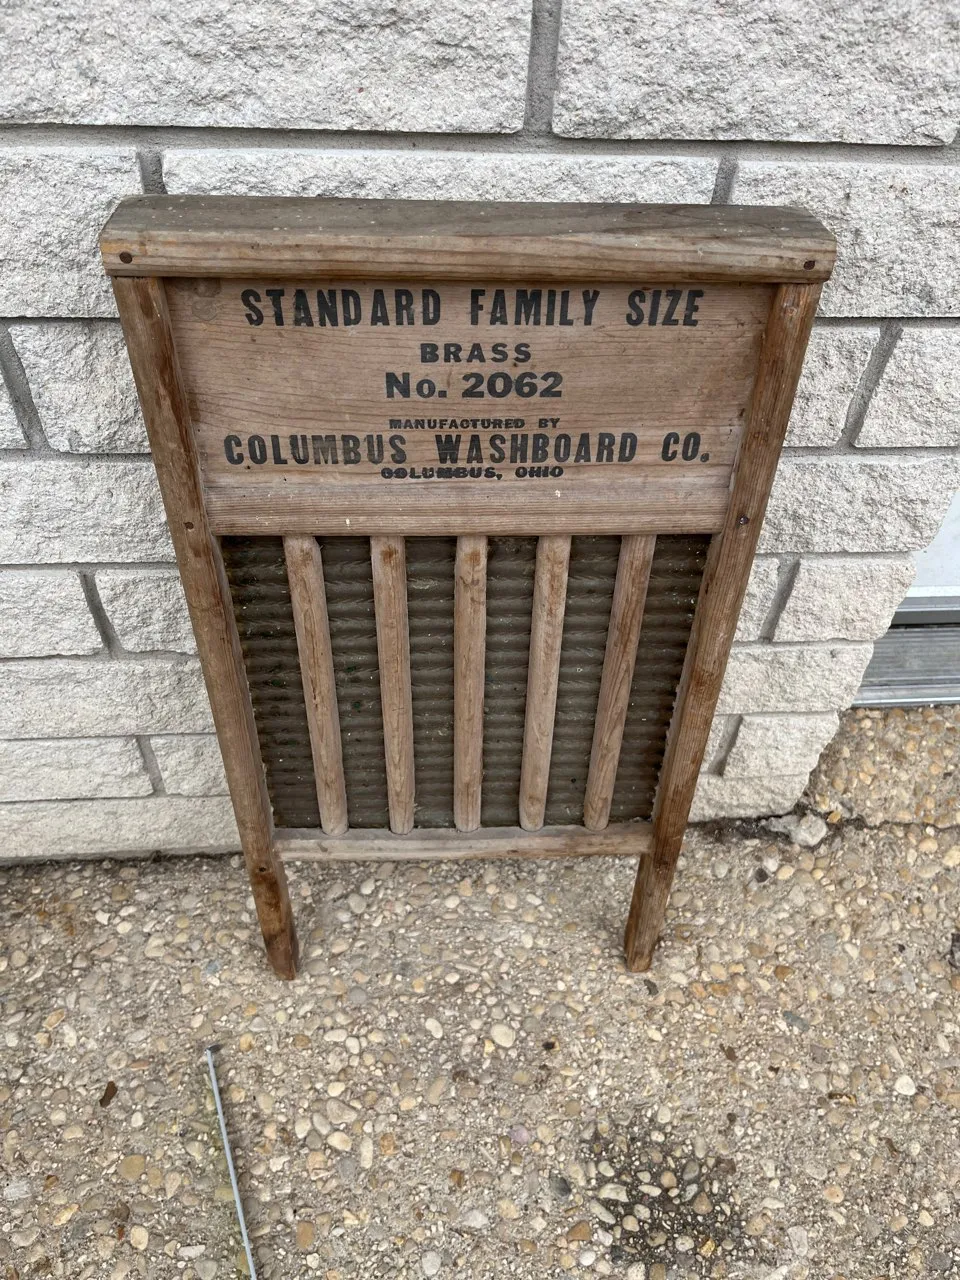 STANDARD FAMILY SIZE
BRASS
No. 2062
MANUFACTURED BY
COLUMBUS WASHBOARD CO.
COLUMBUS, OHIO